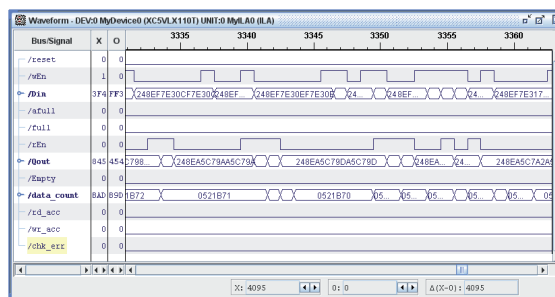 Waveform - DEV:0 MyDevice0 (XC5VLX110T) UNIT:0 MyILA0 (ILA)
Bus/Signal X O 3335 3340 3345 3350 3355 3360
/reset 0 0
/wEn 1 0
/Din 3F4 FF3 248EF7E30CF7E30 248EF... 248EF7E30EF7E30E 24... 248EF... 24... 248EF7E317...
/afull 0 0
/full 0 0
/rEn 0 0
/Qout 845 454 C798... 248EA5C79AA5C79A 248EA5C79DA5C79D 248EA... 24... 248EA5C7A2A5
/Empty 0 0
/data_count 8AD 89D 1B72 0521B71 0521B70 05... 05... 05... 05... 05... 05
/rd_acc 0 0
/wr_acc 0 0
/chk_err 0 0
X: 4095 O: 0 Δ(X-O): 4095